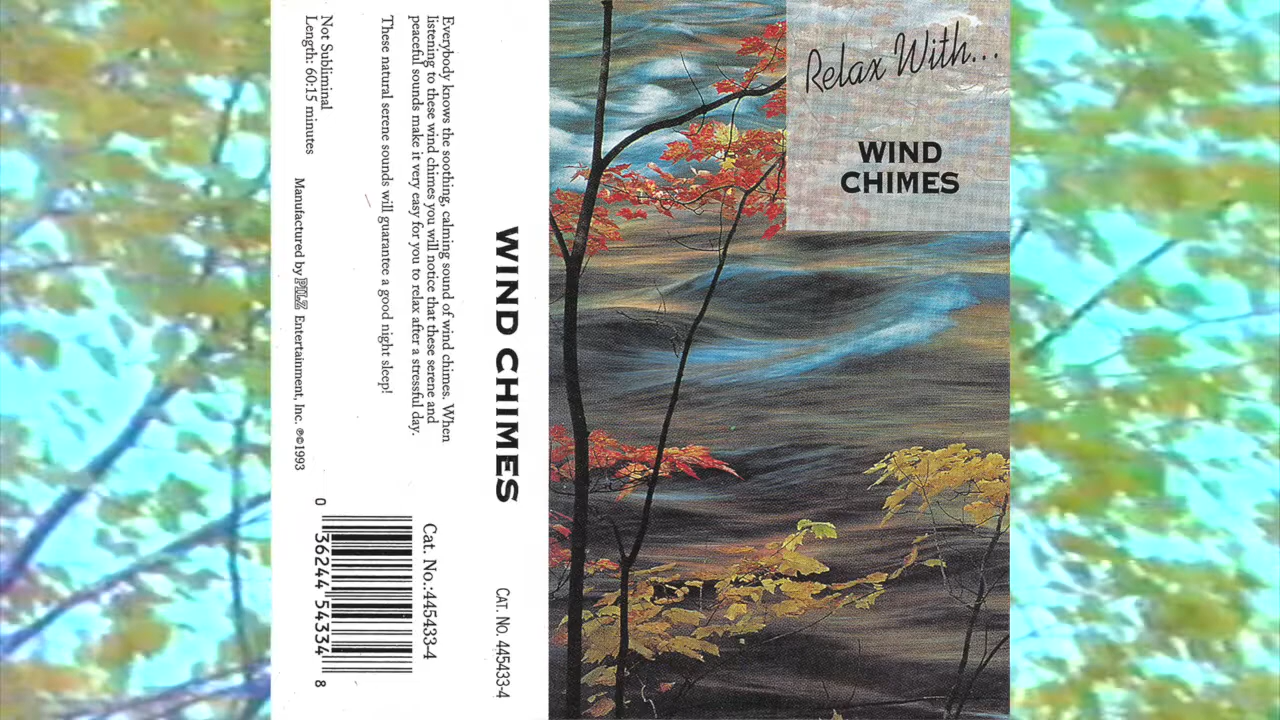 Relax With...
WIND
CHIMES
WIND CHIMES
CAT. No. 445433-4
Everybody knows the soothing, calming sound of wind chimes. When
listening to these wind chimes you will notice that these serene and
peaceful sounds make it very easy for you to relax after a stressful day.
These natural serene sounds will guarantee a good night sleep!
Not Subliminal
Length: 60:15 minutes
Manufactured by PILZ Entertainment, Inc. ℗©1993
Cat. No.:445433-4
0 36244 54334 8